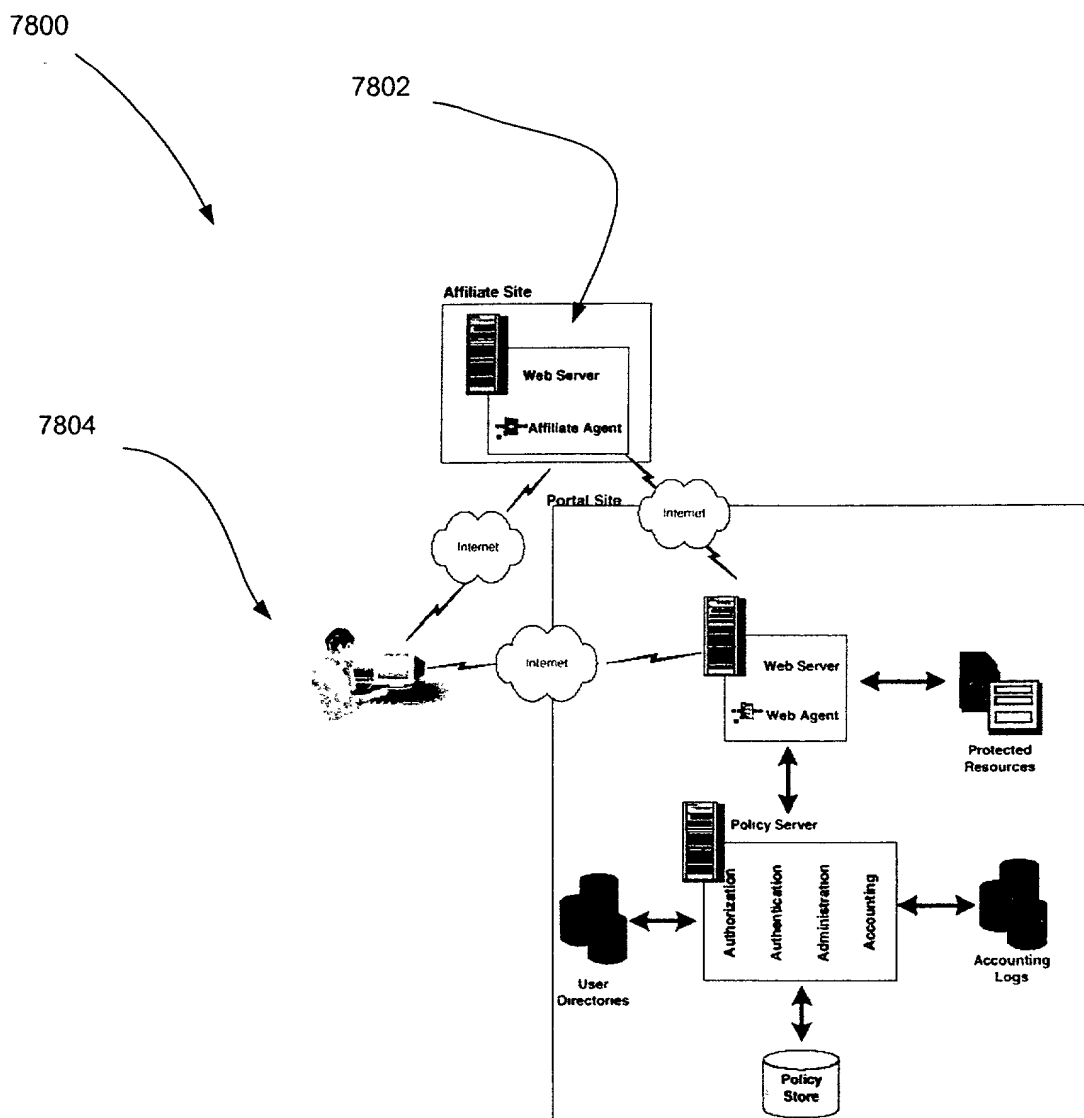 7800
7802
Affiliate Site
Web Server
Affiliate Agent
7804
Portal Site
Internet
Internet
Internet
Web Server
Web Agent
Protected
Resources
Policy Server
Authorization
Authentication
Administration
Accounting
User
Directories
Accounting
Logs
Policy
Store